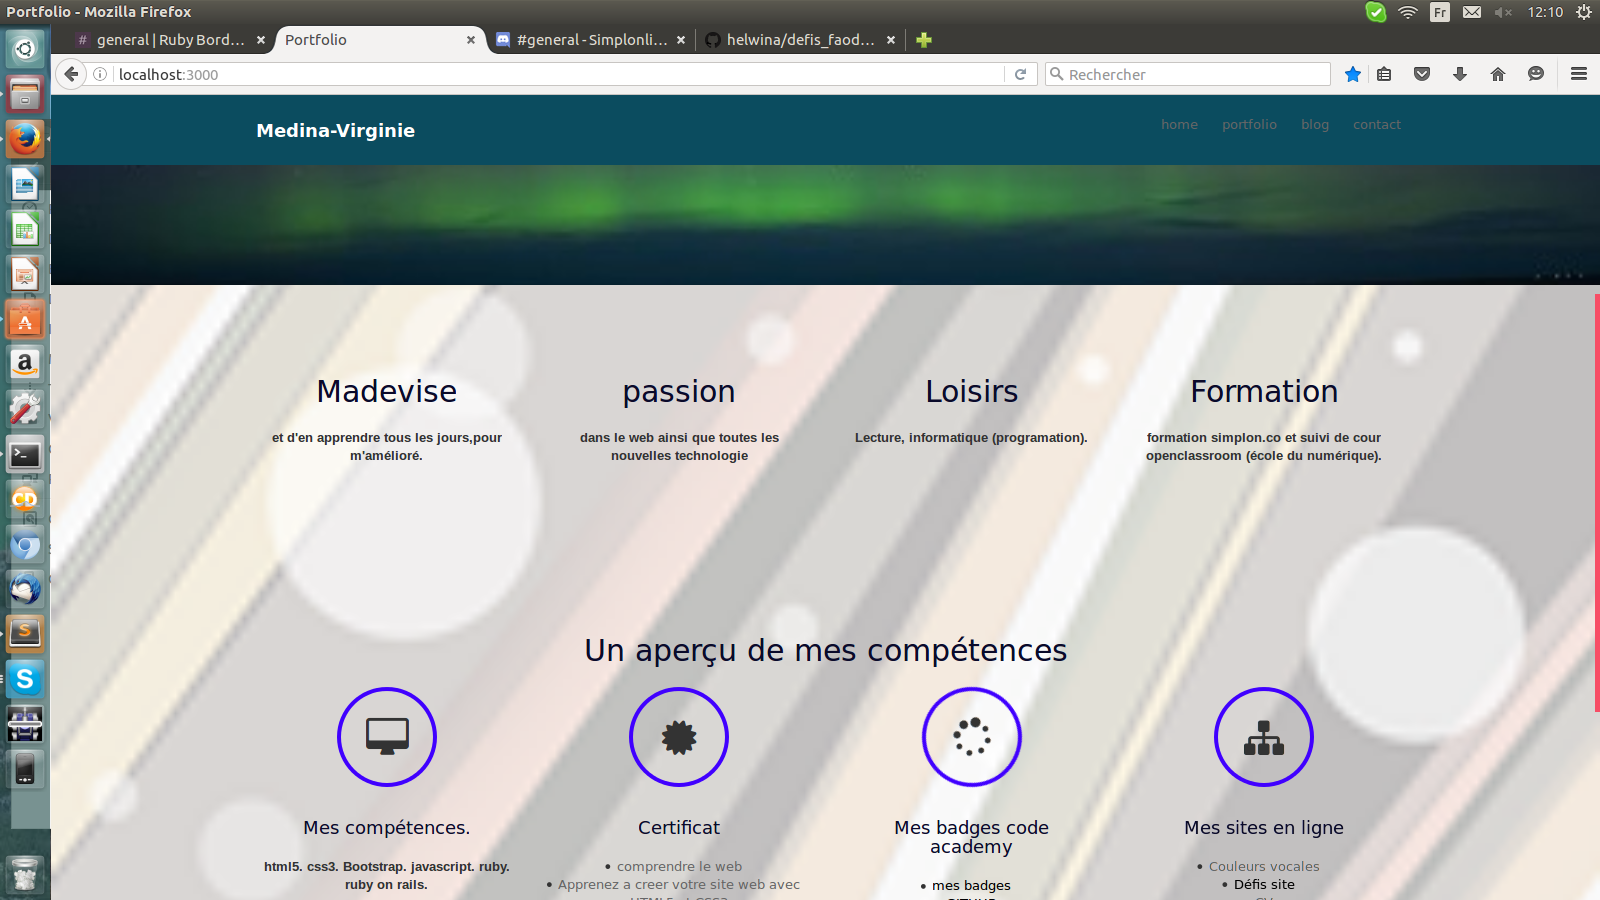 Portfolio - Mozilla Firefox
Fr
12:10
# general | Ruby Bord…
Portfolio
#general - Simplonli…
helwina/defis_faod…
localhost:3000
Rechercher
Medina-Virginie
home portfolio blog contact
Madevise
et d'en apprendre tous les jours,pour
m'amélioré.
passion
dans le web ainsi que toutes les
nouvelles technologie
Loisirs
Lecture, informatique (programation).
Formation
formation simplon.co et suivi de cour
openclassroom (école du numérique).
Un aperçu de mes compétences
Mes compétences.
html5. css3. Bootstrap. javascript. ruby.
ruby on rails.
Certificat
• comprendre le web
• Apprenez a creer votre site web avec
Mes badges code
academy
• mes badges
Mes sites en ligne
• Couleurs vocales
• Défis site